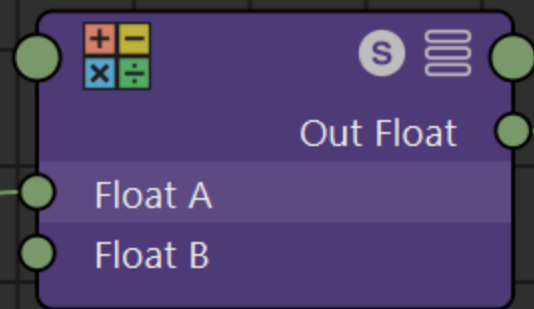 + −
× ÷
S
Out Float
Float A
Float B